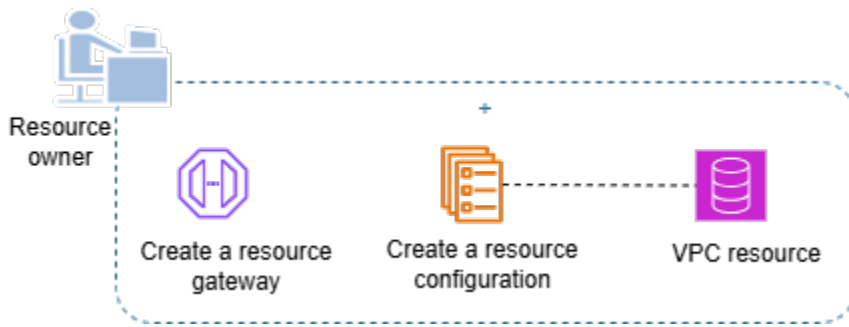 Resource
owner
+
Create a resource
gateway
Create a resource
configuration
VPC resource